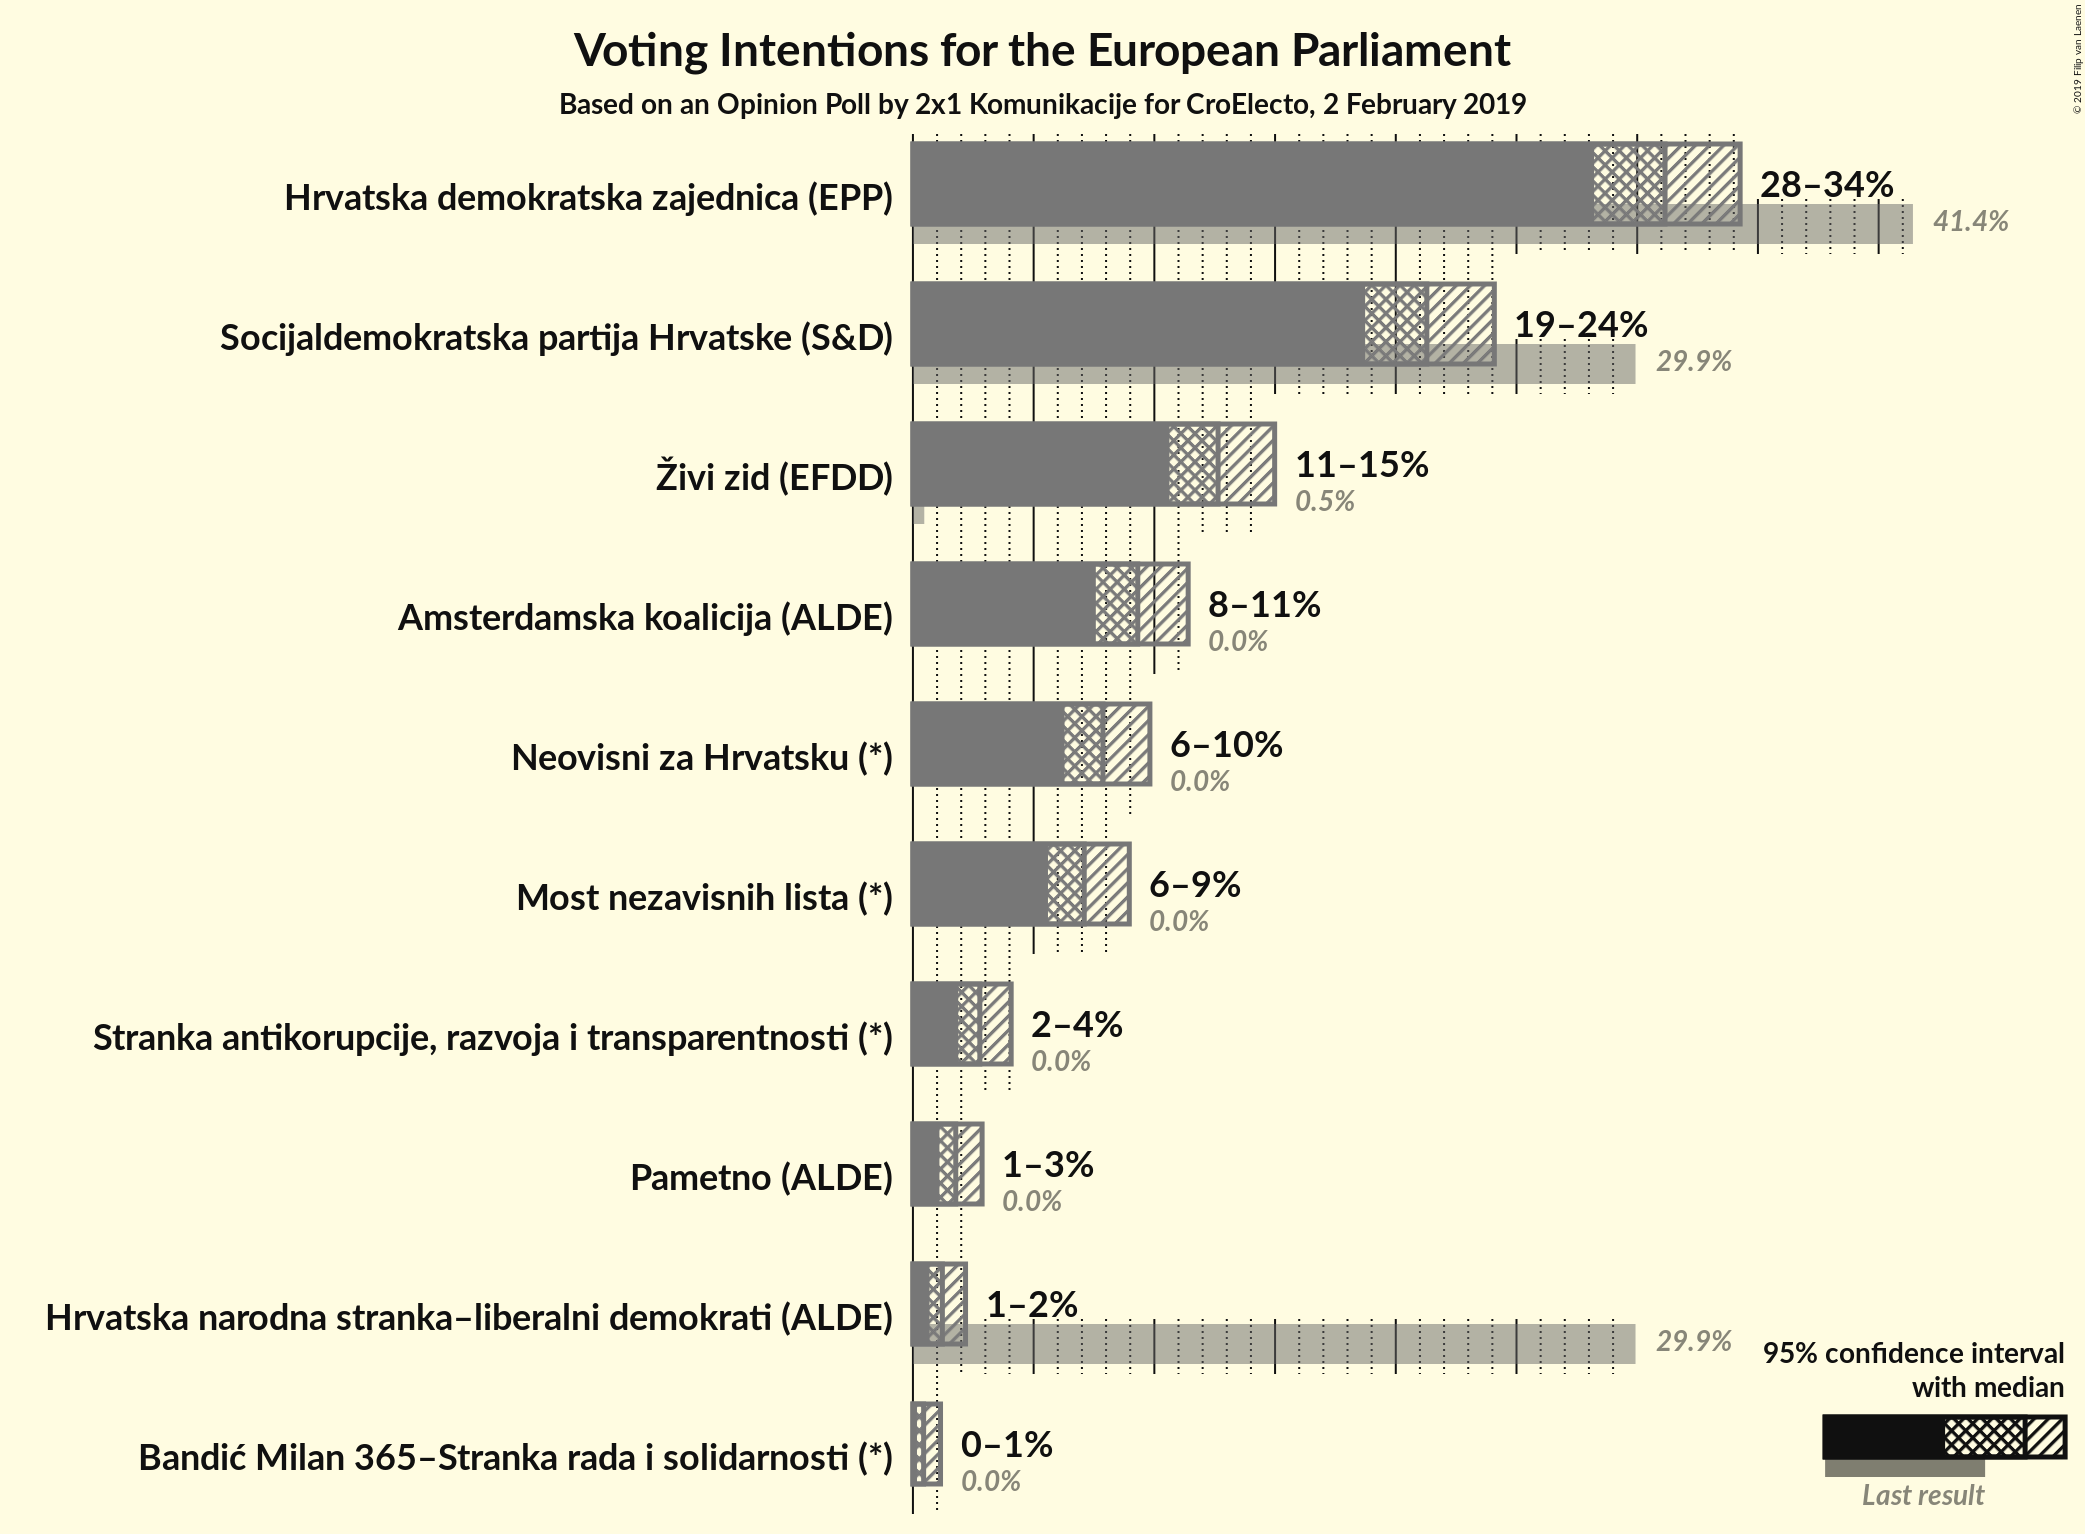 Voting Intentions for the European Parliament
Based on an Opinion Poll by 2x1 Komunikacije for CroElecto, 2 February 2019
© 2019 Filip van Laenen
Hrvatska demokratska zajednica (EPP)
28–34%
41.4%
Socijaldemokratska partija Hrvatske (S&D)
19–24%
29.9%
Živi zid (EFDD)
11–15%
0.5%
Amsterdamska koalicija (ALDE)
8–11%
0.0%
Neovisni za Hrvatsku (*)
6–10%
0.0%
Most nezavisnih lista (*)
6–9%
0.0%
Stranka antikorupcije, razvoja i transparentnosti (*)
2–4%
0.0%
Pametno (ALDE)
1–3%
0.0%
Hrvatska narodna stranka–liberalni demokrati (ALDE)
1–2%
29.9%
Bandić Milan 365–Stranka rada i solidarnosti (*)
0–1%
0.0%
95% confidence interval
with median
Last result